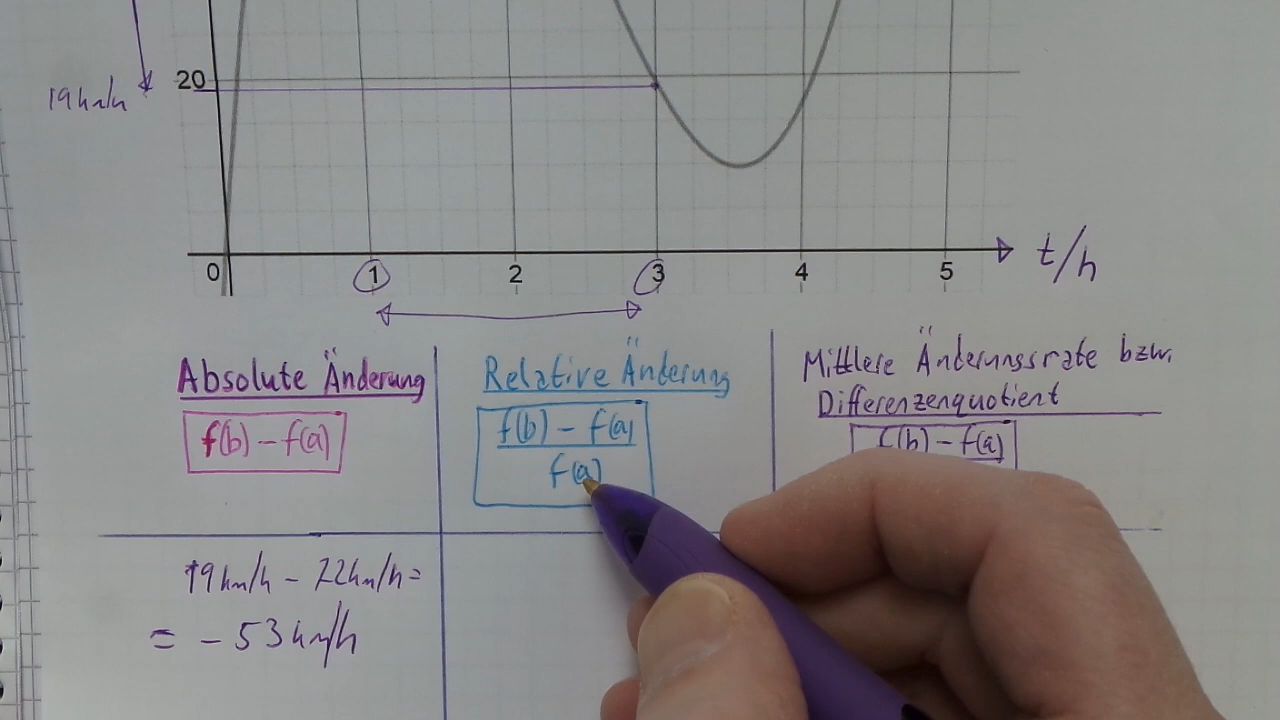 20
19km/h
0 1 2 3 4 5 t/h
Absolute Änderung
f(b) - f(a)
Relative Änderung
f(b) - f(a)
f(a)
Mittlere Änderungsrate bzw.
Differenzenquotient
f(b) - f(a)
19km/h - 72km/h =
= - 53km/h